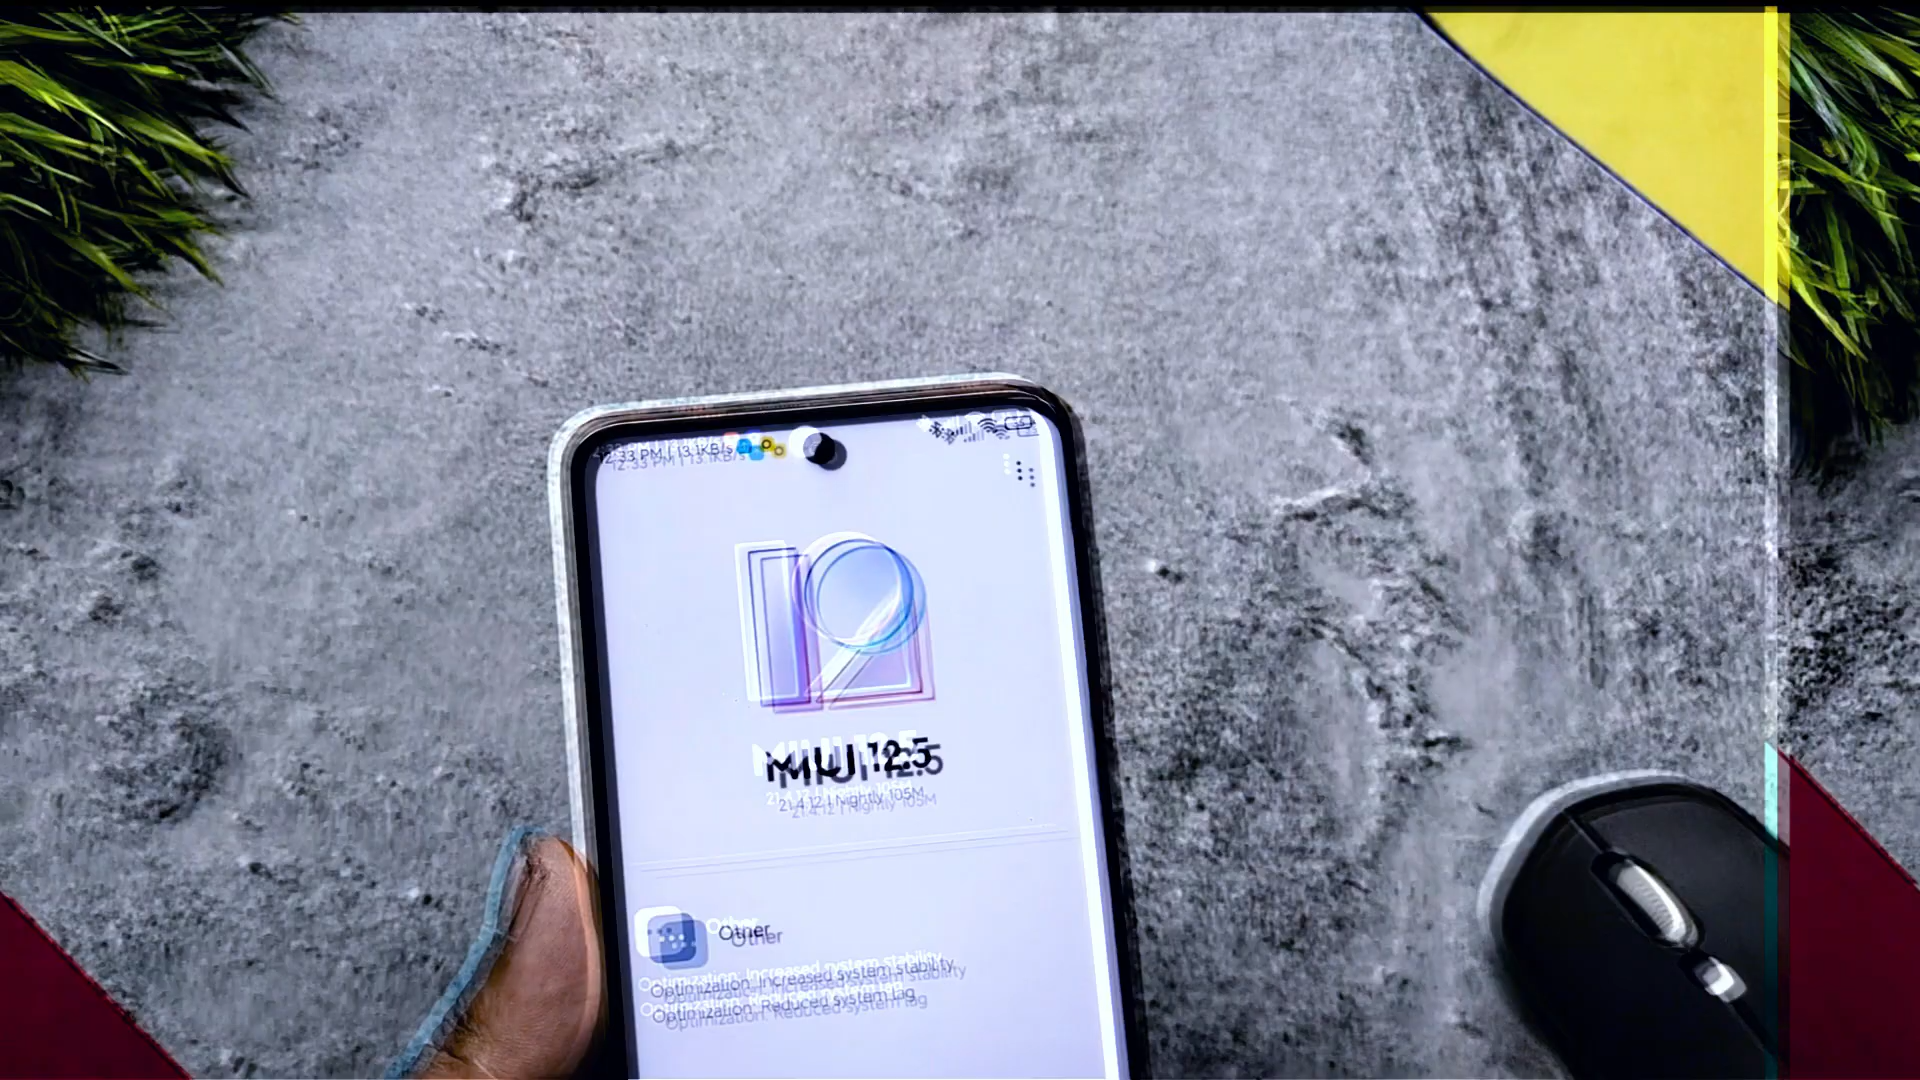 12:33 PM | 13.1KB/s
MIUI 12.5
21.4.12 | Nightly 105M
Other
Optimization: Increased system stability
Optimization: Reduced system lag